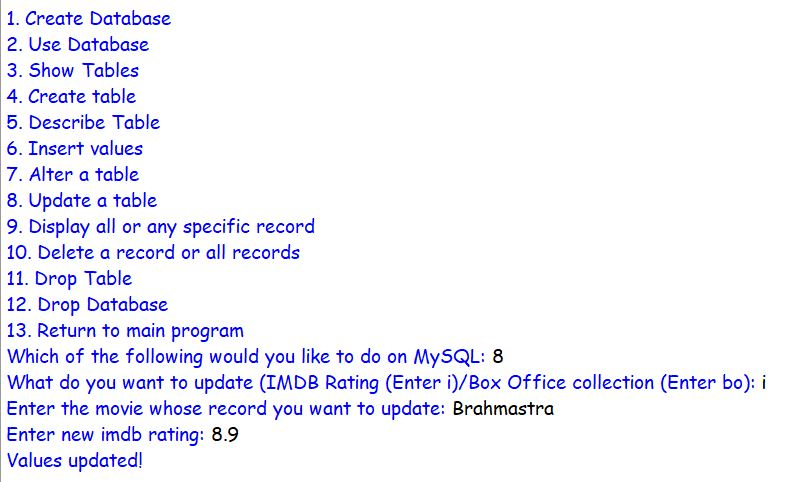 1. Create Database
2. Use Database
3. Show Tables
4. Create table
5. Describe Table
6. Insert values
7. Alter a table
8. Update a table
9. Display all or any specific record
10. Delete a record or all records
11. Drop Table
12. Drop Database
13. Return to main program
Which of the following would you like to do on MySQL: 8
What do you want to update (IMDB Rating (Enter i)/Box Office collection (Enter bo): i
Enter the movie whose record you want to update: Brahmastra
Enter new imdb rating: 8.9
Values updated!